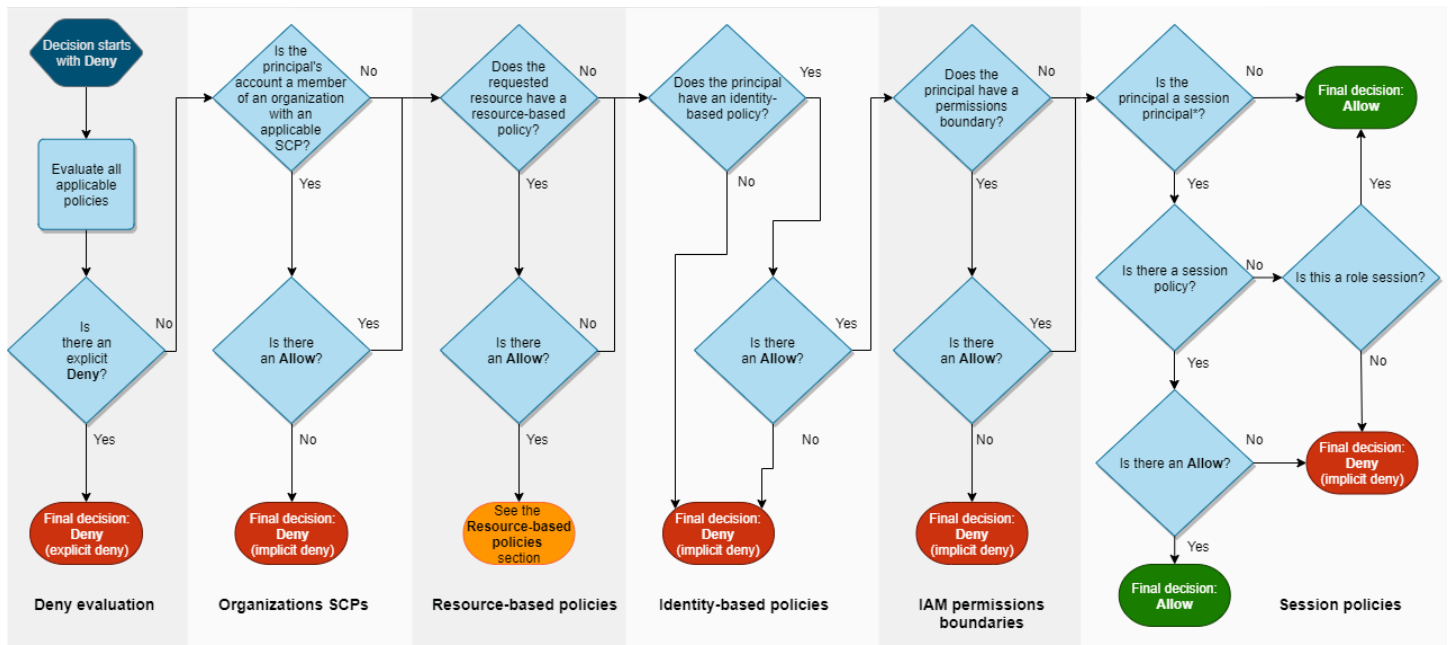 Decision starts
with Deny
Evaluate all
applicable
policies
Is
there an
explicit
Deny?
No
Yes
Final decision:
Deny
(explicit deny)
Deny evaluation
Is the
principal's
account a member
of an organization
with an
applicable
SCP?
No
Yes
Is there
an Allow?
Yes
No
Final decision:
Deny
(implicit deny)
Organizations SCPs
Does the
requested
resource have a
resource-based
policy?
No
Yes
Is there
an Allow?
No
Yes
See the
Resource-based
policies
section
Resource-based policies
Does the principal
have an identity-
based policy?
Yes
No
Is there
an Allow?
Yes
No
Final decision:
Deny
(implicit deny)
Identity-based policies
Does the
principal have a
permissions
boundary?
No
Yes
Is there
an Allow?
Yes
No
Final decision:
Deny
(implicit deny)
IAM permissions
boundaries
Is the
principal a session
principal*?
No
Final decision:
Allow
Yes
Yes
Is there a session
policy?
No
Is this a role session?
Yes
No
Is there an Allow?
No
Final decision:
Deny
(implicit deny)
Yes
Final decision:
Allow
Session policies